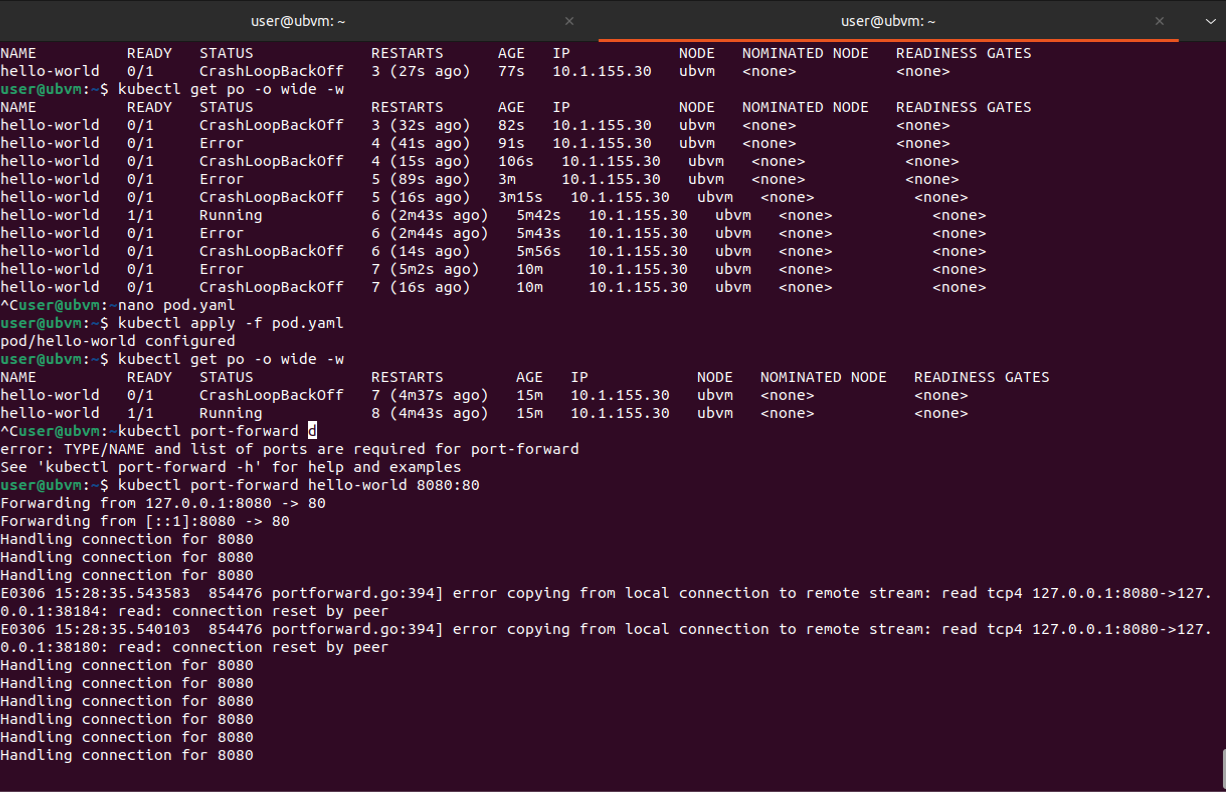 user@ubvm: ~ × user@ubvm: ~ ×
NAME READY STATUS RESTARTS AGE IP NODE NOMINATED NODE READINESS GATES
hello-world 0/1 CrashLoopBackOff 3 (27s ago) 77s 10.1.155.30 ubvm <none> <none>
user@ubvm:~$ kubectl get po -o wide -w
NAME READY STATUS RESTARTS AGE IP NODE NOMINATED NODE READINESS GATES
hello-world 0/1 CrashLoopBackOff 3 (32s ago) 82s 10.1.155.30 ubvm <none> <none>
hello-world 0/1 Error 4 (41s ago) 91s 10.1.155.30 ubvm <none> <none>
hello-world 0/1 CrashLoopBackOff 4 (15s ago) 106s 10.1.155.30 ubvm <none> <none>
hello-world 0/1 Error 5 (89s ago) 3m 10.1.155.30 ubvm <none> <none>
hello-world 0/1 CrashLoopBackOff 5 (16s ago) 3m15s 10.1.155.30 ubvm <none> <none>
hello-world 1/1 Running 6 (2m43s ago) 5m42s 10.1.155.30 ubvm <none> <none>
hello-world 0/1 Error 6 (2m44s ago) 5m43s 10.1.155.30 ubvm <none> <none>
hello-world 0/1 CrashLoopBackOff 6 (14s ago) 5m56s 10.1.155.30 ubvm <none> <none>
hello-world 0/1 Error 7 (5m2s ago) 10m 10.1.155.30 ubvm <none> <none>
hello-world 0/1 CrashLoopBackOff 7 (16s ago) 10m 10.1.155.30 ubvm <none> <none>
^Cuser@ubvm:~nano pod.yaml
user@ubvm:~$ kubectl apply -f pod.yaml
pod/hello-world configured
user@ubvm:~$ kubectl get po -o wide -w
NAME READY STATUS RESTARTS AGE IP NODE NOMINATED NODE READINESS GATES
hello-world 0/1 CrashLoopBackOff 7 (4m37s ago) 15m 10.1.155.30 ubvm <none> <none>
hello-world 1/1 Running 8 (4m43s ago) 15m 10.1.155.30 ubvm <none> <none>
^Cuser@ubvm:~kubectl port-forward d
error: TYPE/NAME and list of ports are required for port-forward
See 'kubectl port-forward -h' for help and examples
user@ubvm:~$ kubectl port-forward hello-world 8080:80
Forwarding from 127.0.0.1:8080 -> 80
Forwarding from [::1]:8080 -> 80
Handling connection for 8080
Handling connection for 8080
Handling connection for 8080
E0306 15:28:35.543583 854476 portforward.go:394] error copying from local connection to remote stream: read tcp4 127.0.0.1:8080->127.
0.0.1:38184: read: connection reset by peer
E0306 15:28:35.540103 854476 portforward.go:394] error copying from local connection to remote stream: read tcp4 127.0.0.1:8080->127.
0.0.1:38180: read: connection reset by peer
Handling connection for 8080
Handling connection for 8080
Handling connection for 8080
Handling connection for 8080
Handling connection for 8080
Handling connection for 8080